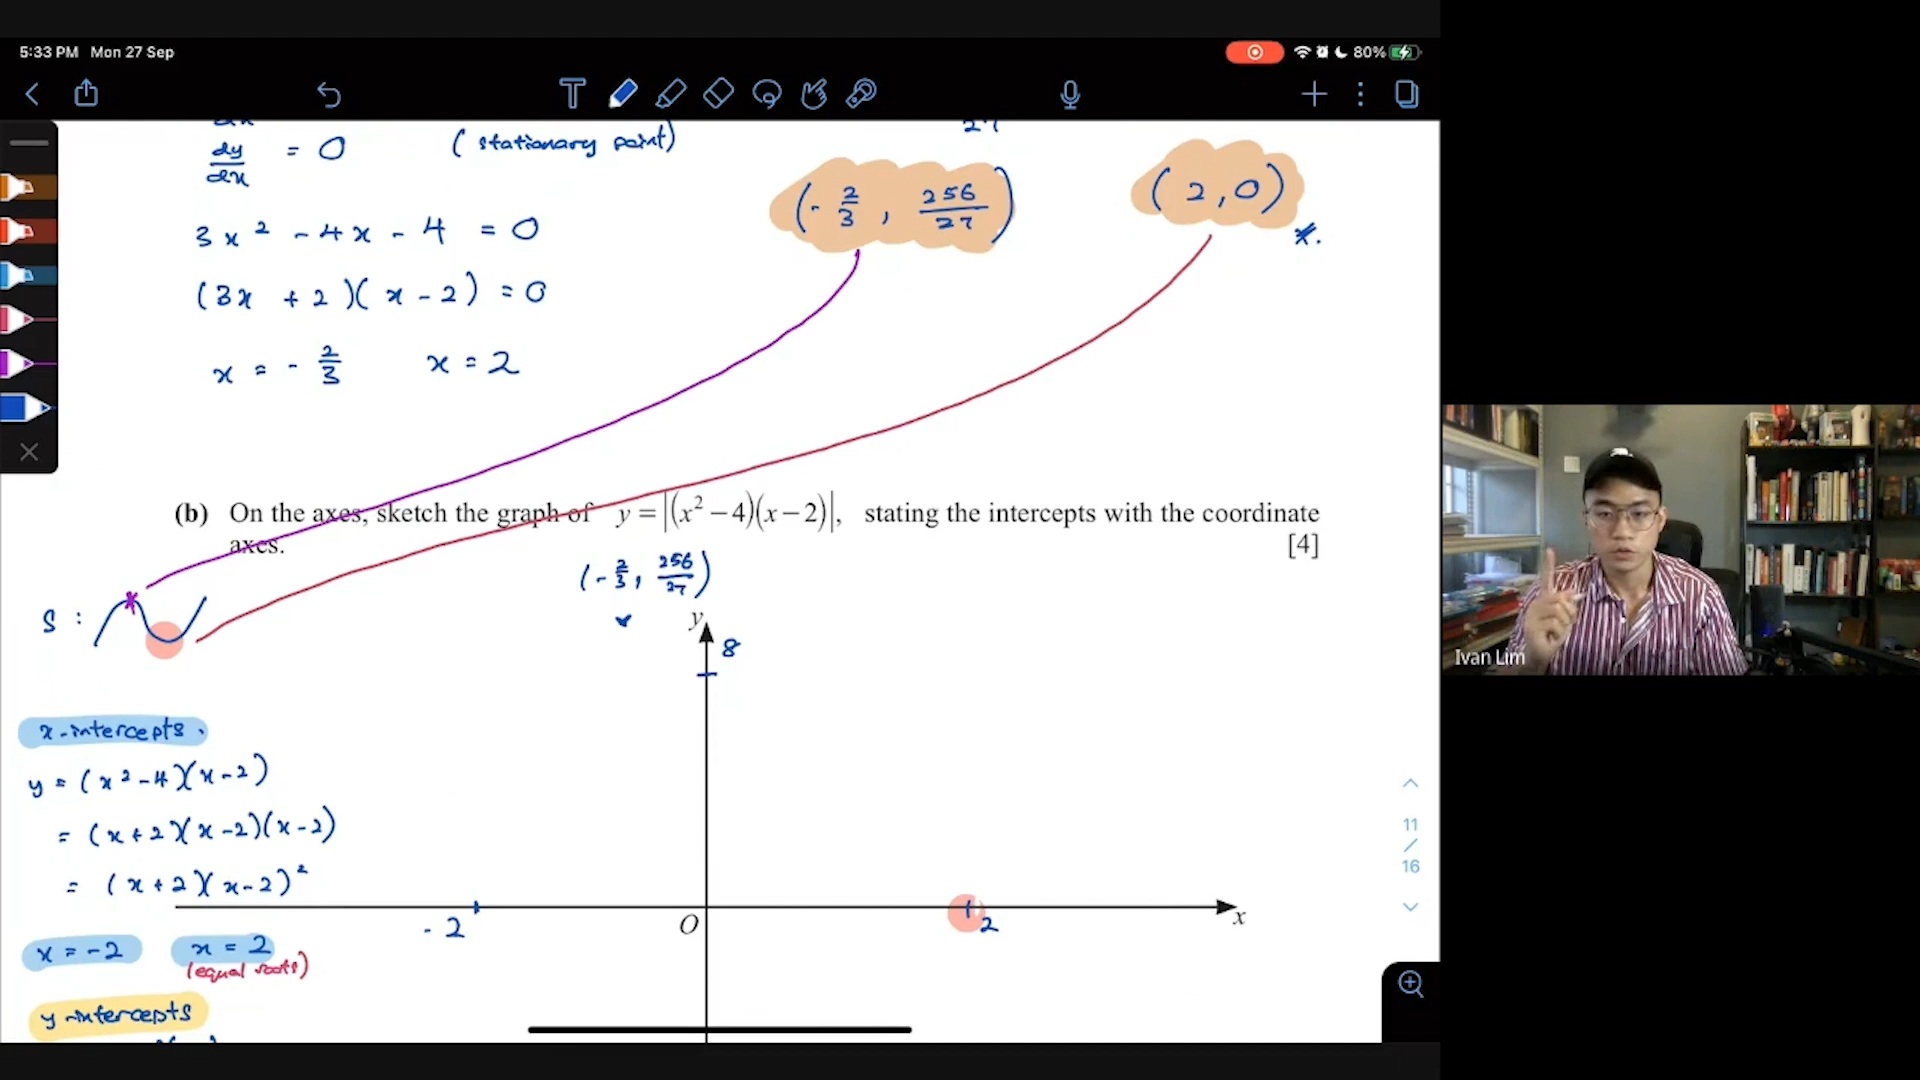 5:33 PM Mon 27 Sep
80%
dy/dx = 0 ( stationary point)
(-2/3 , 256/27) ( 2,0)
*.
3x² - 4x - 4 = 0
(3x + 2)(x - 2) = 0
x = - 2/3 x = 2
(b) On the axes, sketch the graph of y = |(x² – 4)(x – 2)|, stating the intercepts with the coordinate
axes. [4]
(-2/3, 256/27)
S :
y
8
x-intercepts.
y = (x²-4)(x-2)
= (x+2)(x-2)(x-2)
= (x+2)(x-2)²
-2 O 2 x
x = -2 x = 2
(equal roots)
y-intercepts
11
/
16
Ivan Lim